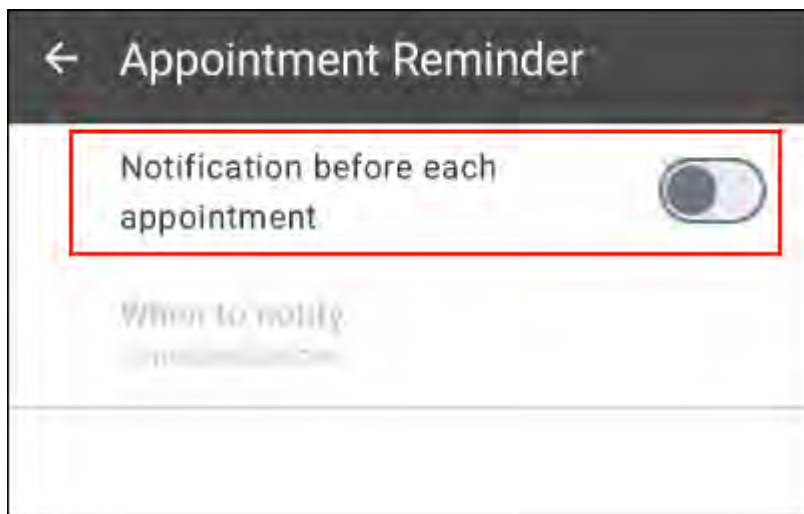 Appointment Reminder
Notification before each
appointment
When to notify